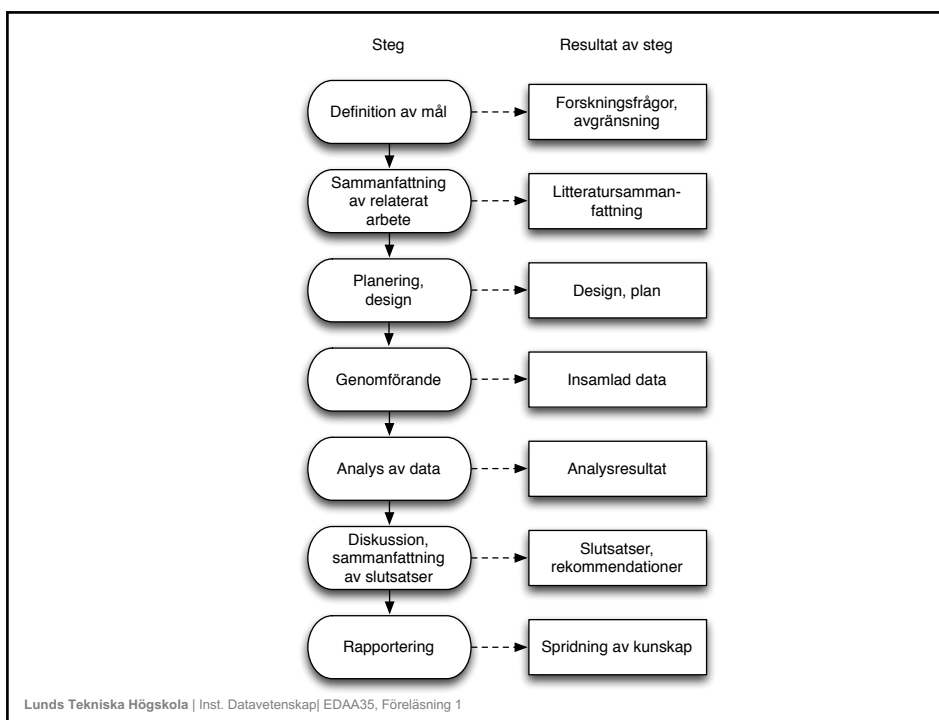 Steg
Resultat av steg
Definition av mål
Forskningsfrågor,
avgränsning
Sammanfattning
av relaterat
arbete
Litteratursamman-
fattning
Planering,
design
Design, plan
Genomförande
Insamlad data
Analys av data
Analysresultat
Diskussion,
sammanfattning
av slutsatser
Slutsatser,
rekommendationer
Rapportering
Spridning av kunskap
Lunds Tekniska Högskola | Inst. Datavetenskap| EDAA35, Föreläsning 1